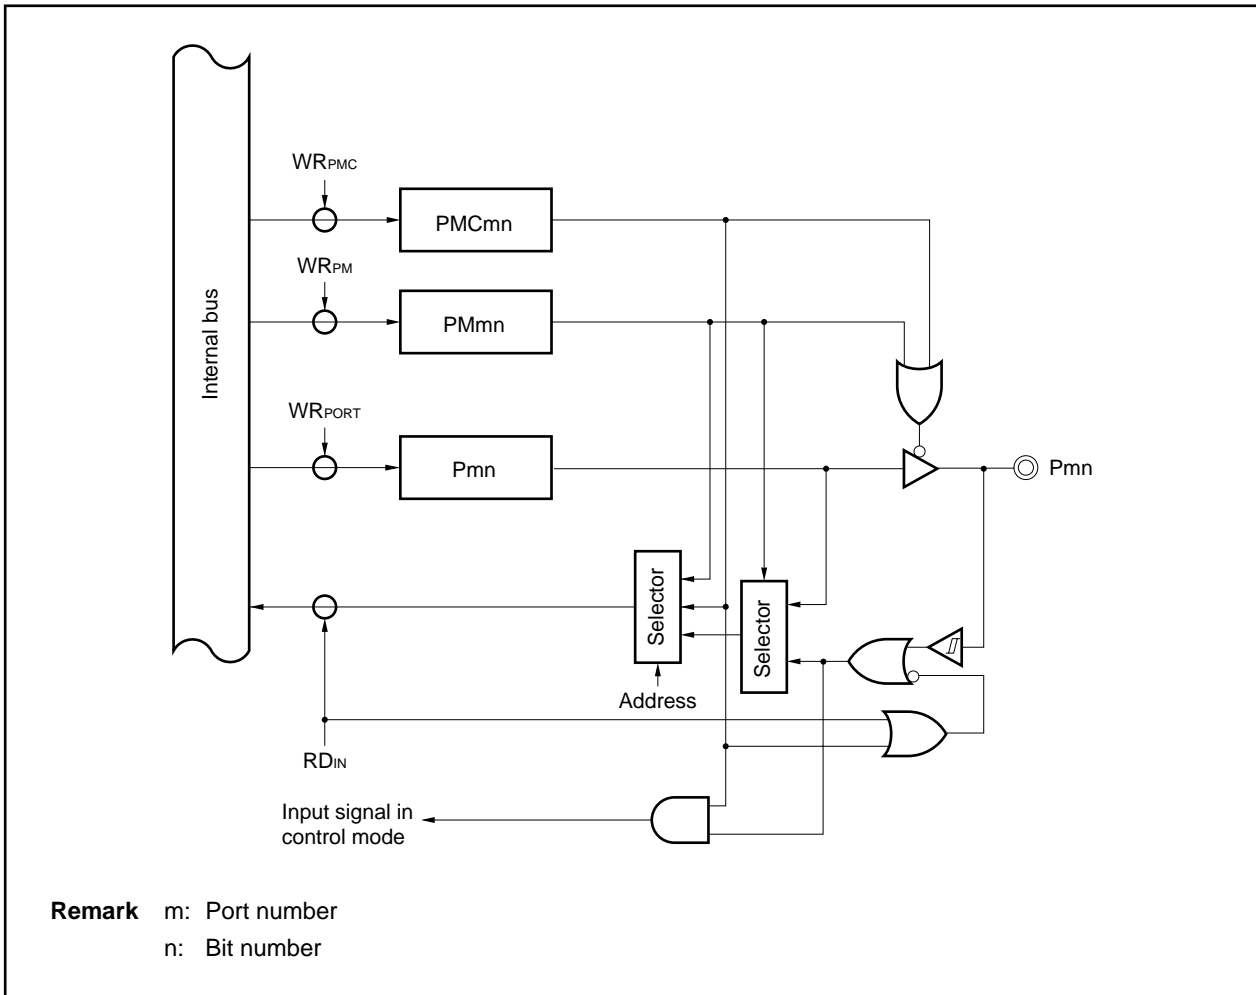 WRPMC
PMCmn
WRPM
PMmn
Internal bus
WRPORT
Pmn
Pmn
Selector
Selector
Address
RDIN
Input signal in
control mode
Remark m: Port number
n: Bit number